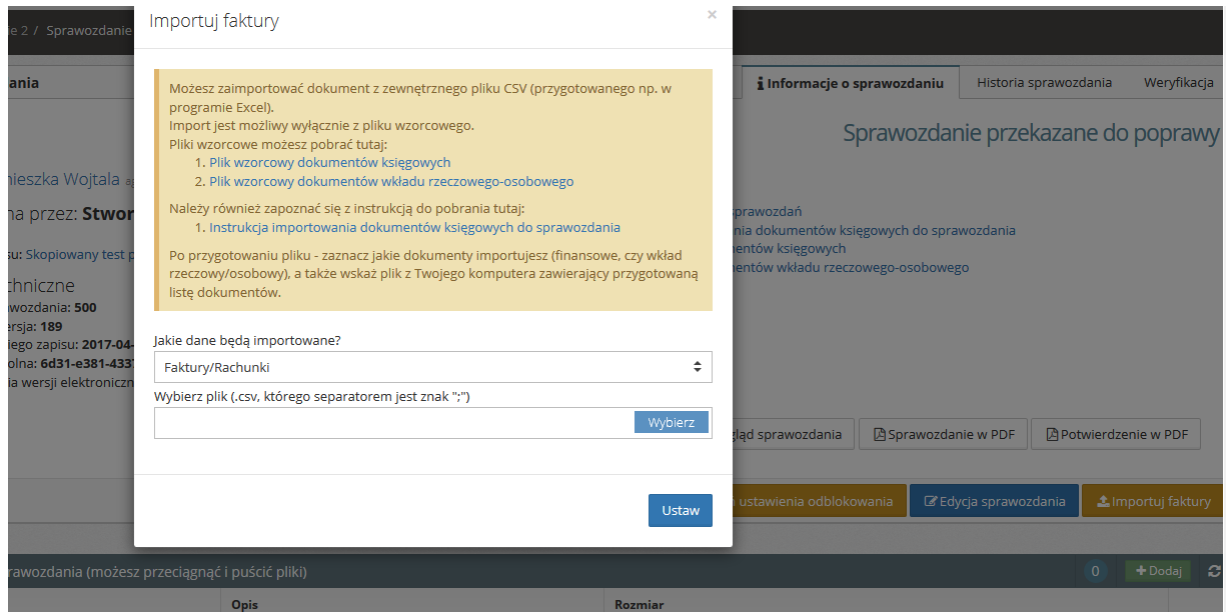 Importuj faktury
×
ie 2 / Sprawozdanie
Możesz zaimportować dokument z zewnętrznego pliku CSV (przygotowanego np. w
programie Excel).
Import jest możliwy wyłącznie z pliku wzorcowego.
Pliki wzorcowe możesz pobrać tutaj:
1. Plik wzorcowy dokumentów księgowych
2. Plik wzorcowy dokumentów wkładu rzeczowego-osobowego
Należy również zapoznać się z instrukcją do pobrania tutaj:
1. Instrukcja importowania dokumentów księgowych do sprawozdania
Po przygotowaniu pliku - zaznacz jakie dokumenty importujesz (finansowe, czy wkład
rzeczowy/osobowy), a także wskaż plik z Twojego komputera zawierający przygotowaną
listę dokumentów.
Jakie dane będą importowane?
Faktury/Rachunki
Wybierz plik (.csv, którego separatorem jest znak ";")
Wybierz
Ustaw
ania
nieszka Wojtala
na przez: Stwor
su: Skopiowany test p
chniczne
awozdania: 500
ersja: 189
iego zapisu: 2017-04-
olna: 6d31-e381-433
ia wersji elektroniczn
Informacje o sprawozdaniu
Historia sprawozdania
Weryfikacja
Sprawozdanie przekazane do poprawy
sprawozdań
nia dokumentów księgowych do sprawozdania
entów księgowych
entów wkładu rzeczowego-osobowego
gląd sprawozdania
Sprawozdanie w PDF
Potwierdzenie w PDF
ustawienia odblokowania
Edycja sprawozdania
Importuj faktury
rawozdania (możesz przeciągnąć i puścić pliki)
0
+ Dodaj
Opis
Rozmiar